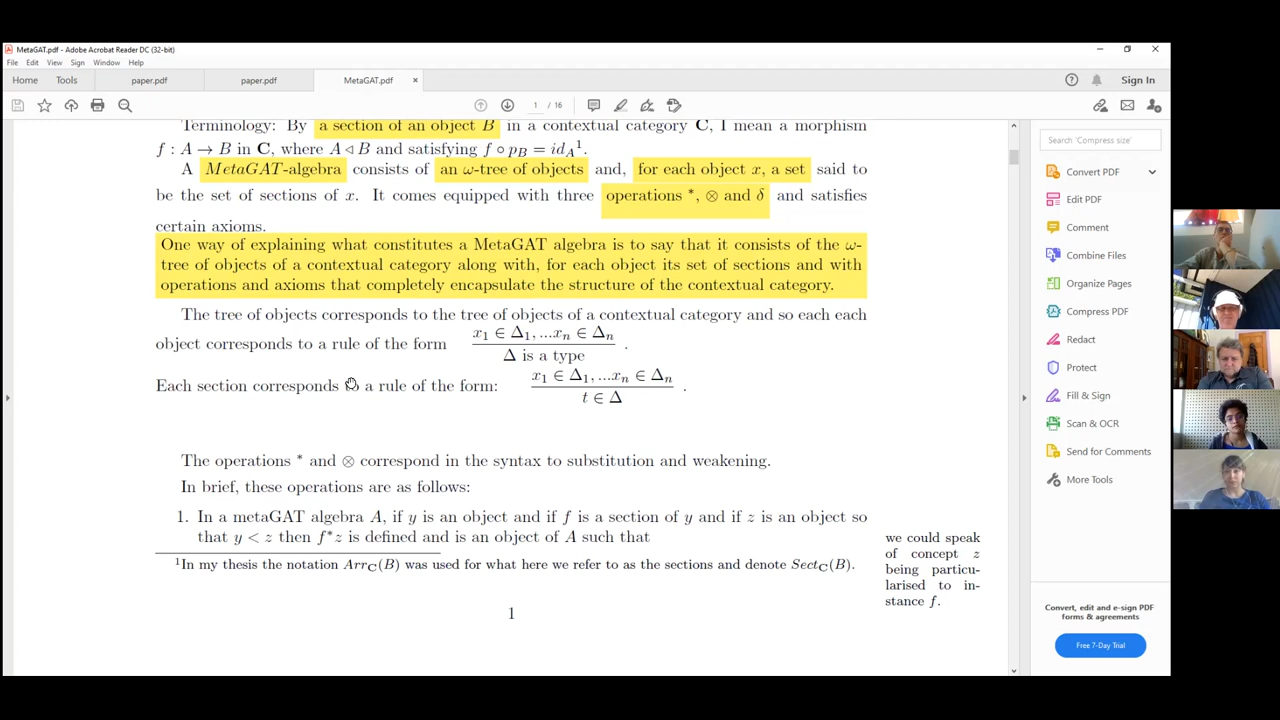 MetaGAT.pdf - Adobe Acrobat Reader DC (32-bit)
File Edit View Sign Window Help
Home Tools paper.pdf paper.pdf MetaGAT.pdf × Sign In
1 / 16
Terminology: By a section of an object B in a contextual category C, I mean a morphism
f : A → B in C, where A ◁ B and satisfying f ∘ p_B = id_A¹.
A MetaGAT-algebra consists of an ω-tree of objects and, for each object x, a set said to
be the set of sections of x. It comes equipped with three operations *, ⊗ and δ and satisfies
certain axioms.
One way of explaining what constitutes a MetaGAT algebra is to say that it consists of the ω-
tree of objects of a contextual category along with, for each object its set of sections and with
operations and axioms that completely encapsulate the structure of the contextual category.
The tree of objects corresponds to the tree of objects of a contextual category and so each each
object corresponds to a rule of the form x₁ ∈ Δ₁, ...xₙ ∈ Δₙ
Δ is a type .
Each section corresponds a rule of the form: x₁ ∈ Δ₁, ...xₙ ∈ Δₙ
t ∈ Δ .
The operations * and ⊗ correspond in the syntax to substitution and weakening.
In brief, these operations are as follows:
1. In a metaGAT algebra A, if y is an object and if f is a section of y and if z is an object so
that y < z then f*z is defined and is an object of A such that
¹In my thesis the notation Arr_C(B) was used for what here we refer to as the sections and denote Sect_C(B).
1
we could speak
of concept z
being particu-
larised to in-
stance f.
Search 'Compress size'
Convert PDF
Edit PDF
Comment
Combine Files
Organize Pages
Compress PDF
Redact
Protect
Fill & Sign
Scan & OCR
Send for Comments
More Tools
Convert, edit and e-sign PDF
forms & agreements
Free 7-Day Trial